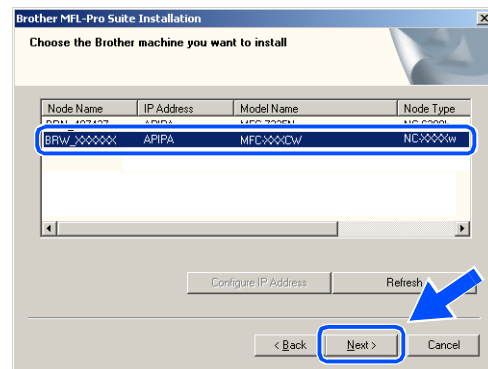 Brother MFL-Pro Suite Installation
Choose the Brother machine you want to install
Node Name IP Address Model Name Node Type
APIPA
BRW_XXXXXX APIPA MFC-XXXCW NC-XXXXw
Configure IP Address Refresh
< Back Next > Cancel